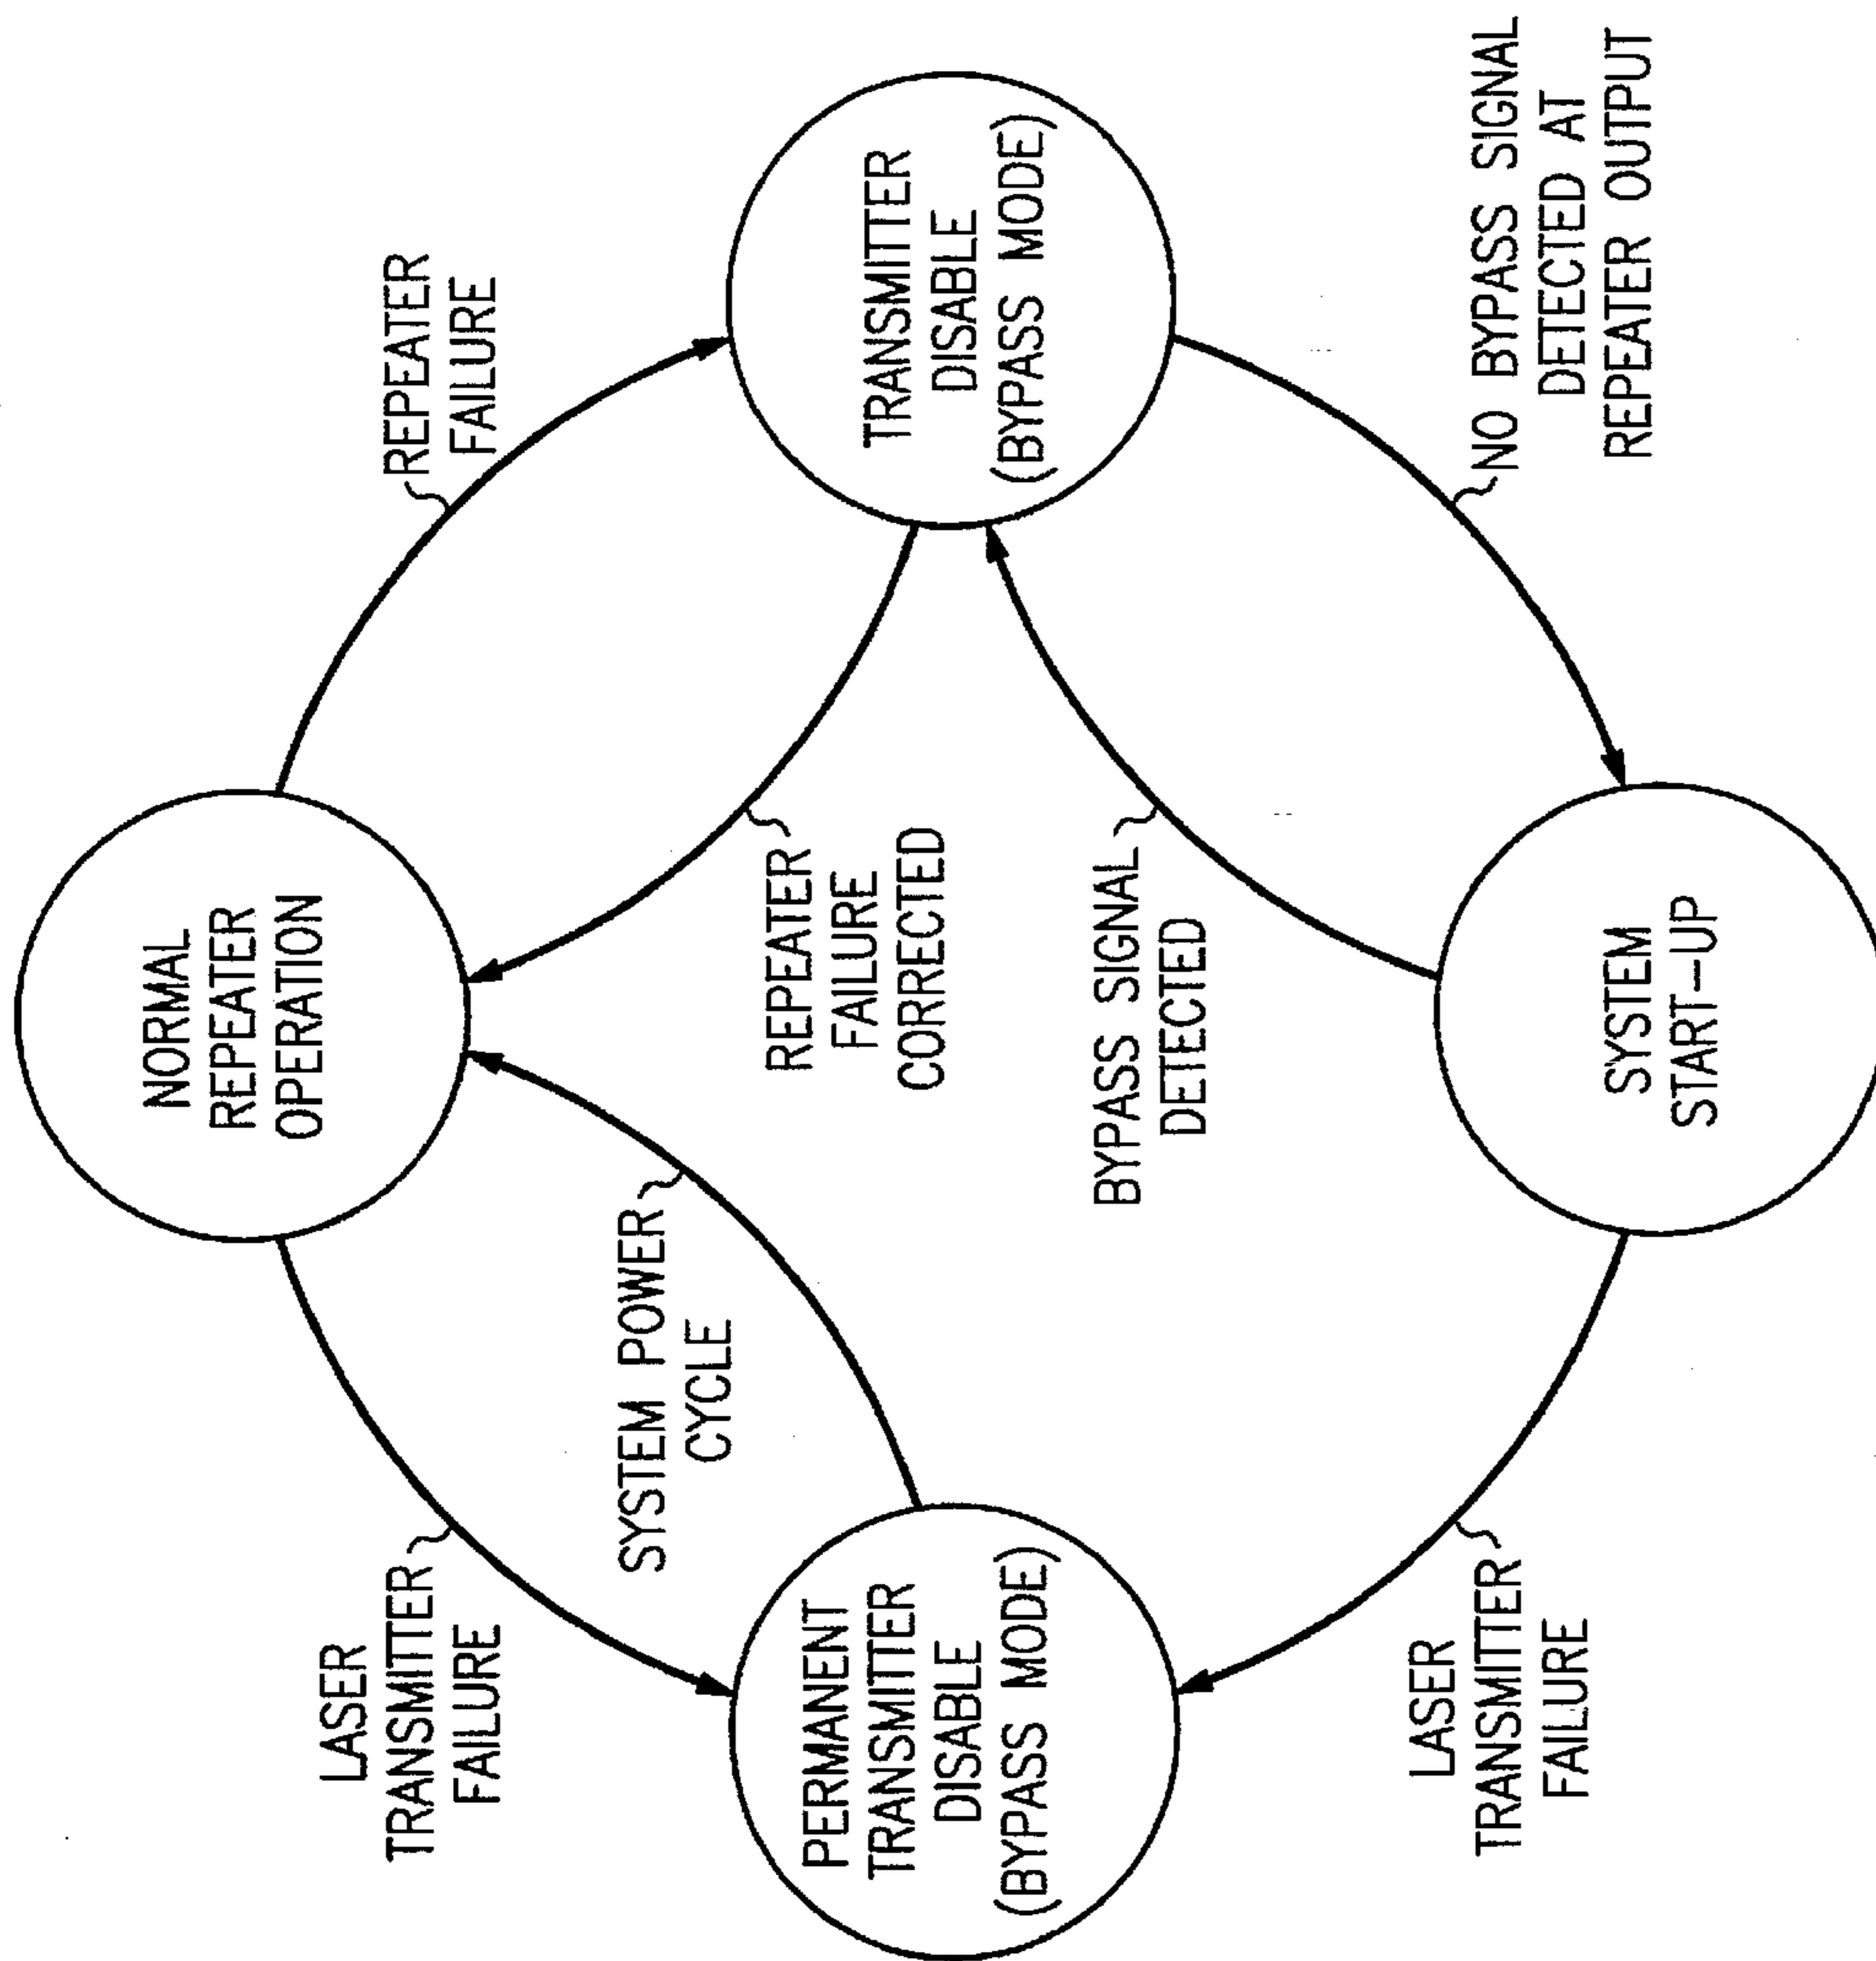 NORMAL
REPEATER
OPERATION
LASER
TRANSMITTER
FAILURE
REPEATER
FAILURE
SYSTEM POWER
CYCLE
REPEATER
FAILURE
CORRECTED
PERMANENT
TRANSMITTER
DISABLE
(BYPASS MODE)
TRANSMITTER
DISABLE
(BYPASS MODE)
BYPASS SIGNAL
DETECTED
LASER
TRANSMITTER
FAILURE
NO BYPASS SIGNAL
DETECTED AT
REPEATER OUTPUT
SYSTEM
START-UP